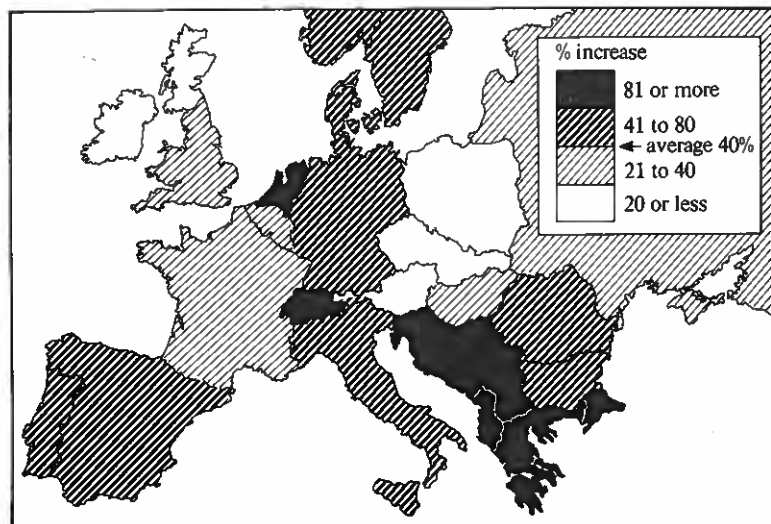 % increase
81 or more
41 to 80
average 40%
21 to 40
20 or less